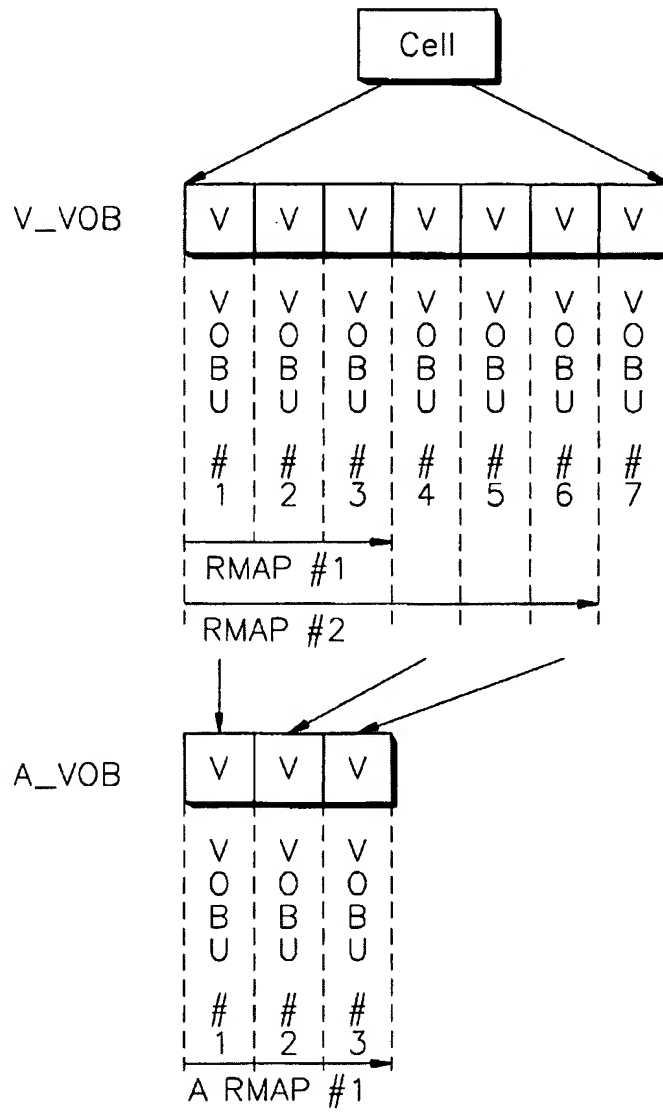 Cell
V_VOB V V V V V V V
VOBU #1 VOBU #2 VOBU #3 VOBU #4 VOBU #5 VOBU #6 VOBU #7
RMAP #1
RMAP #2
A_VOB V V V
VOBU #1 VOBU #2 VOBU #3
A RMAP #1